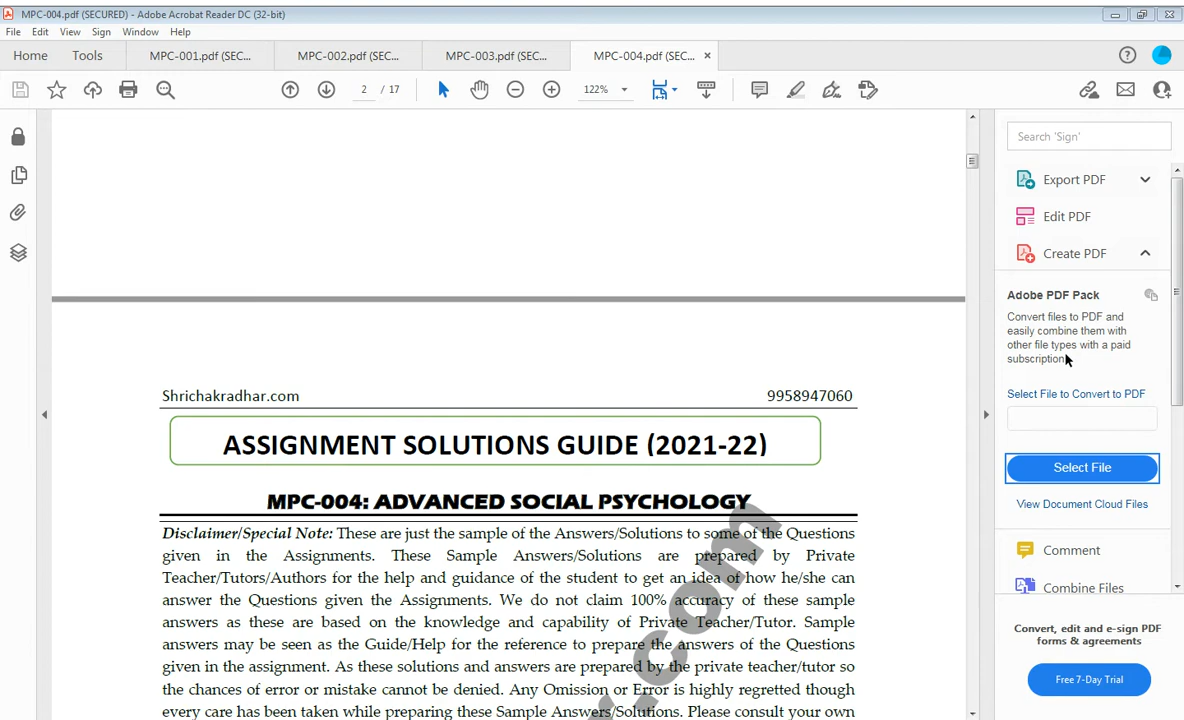 MPC-004.pdf (SECURED) - Adobe Acrobat Reader DC (32-bit)
File Edit View Sign Window Help
Home Tools MPC-001.pdf (SEC... MPC-002.pdf (SEC... MPC-003.pdf (SEC... MPC-004.pdf (SEC... ×
2 / 17 122%
Search 'Sign'
Export PDF
Edit PDF
Create PDF
Adobe PDF Pack
Convert files to PDF and
easily combine them with
other file types with a paid
subscription
Select File to Convert to PDF
Select File
View Document Cloud Files
Comment
Combine Files
Convert, edit and e-sign PDF
forms & agreements
Free 7-Day Trial
Shrichakradhar.com 9958947060
ASSIGNMENT SOLUTIONS GUIDE (2021-22)
MPC-004: ADVANCED SOCIAL PSYCHOLOGY
Disclaimer/Special Note: These are just the sample of the Answers/Solutions to some of the Questions
given in the Assignments. These Sample Answers/Solutions are prepared by Private
Teacher/Tutors/Authors for the help and guidance of the student to get an idea of how he/she can
answer the Questions given the Assignments. We do not claim 100% accuracy of these sample
answers as these are based on the knowledge and capability of Private Teacher/Tutor. Sample
answers may be seen as the Guide/Help for the reference to prepare the answers of the Questions
given in the assignment. As these solutions and answers are prepared by the private teacher/tutor so
the chances of error or mistake cannot be denied. Any Omission or Error is highly regretted though
every care has been taken while preparing these Sample Answers/Solutions. Please consult your own
r.com